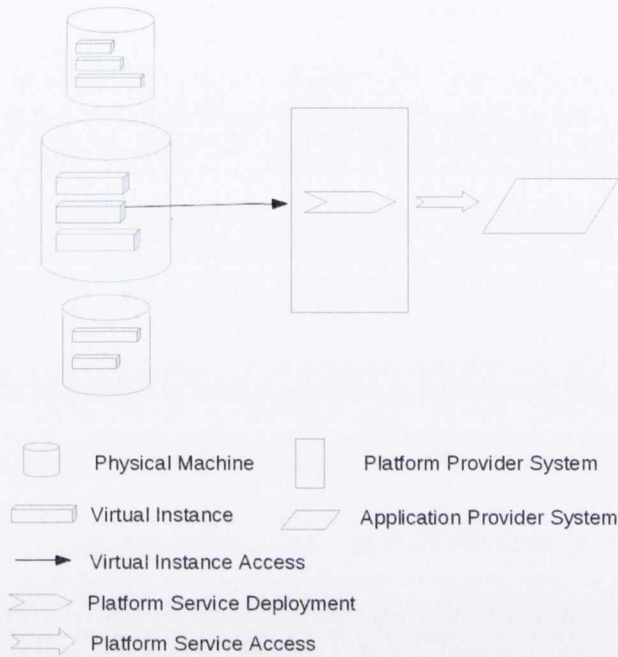 Physical Machine
Platform Provider System
Virtual Instance
Application Provider System
Virtual Instance Access
Platform Service Deployment
Platform Service Access